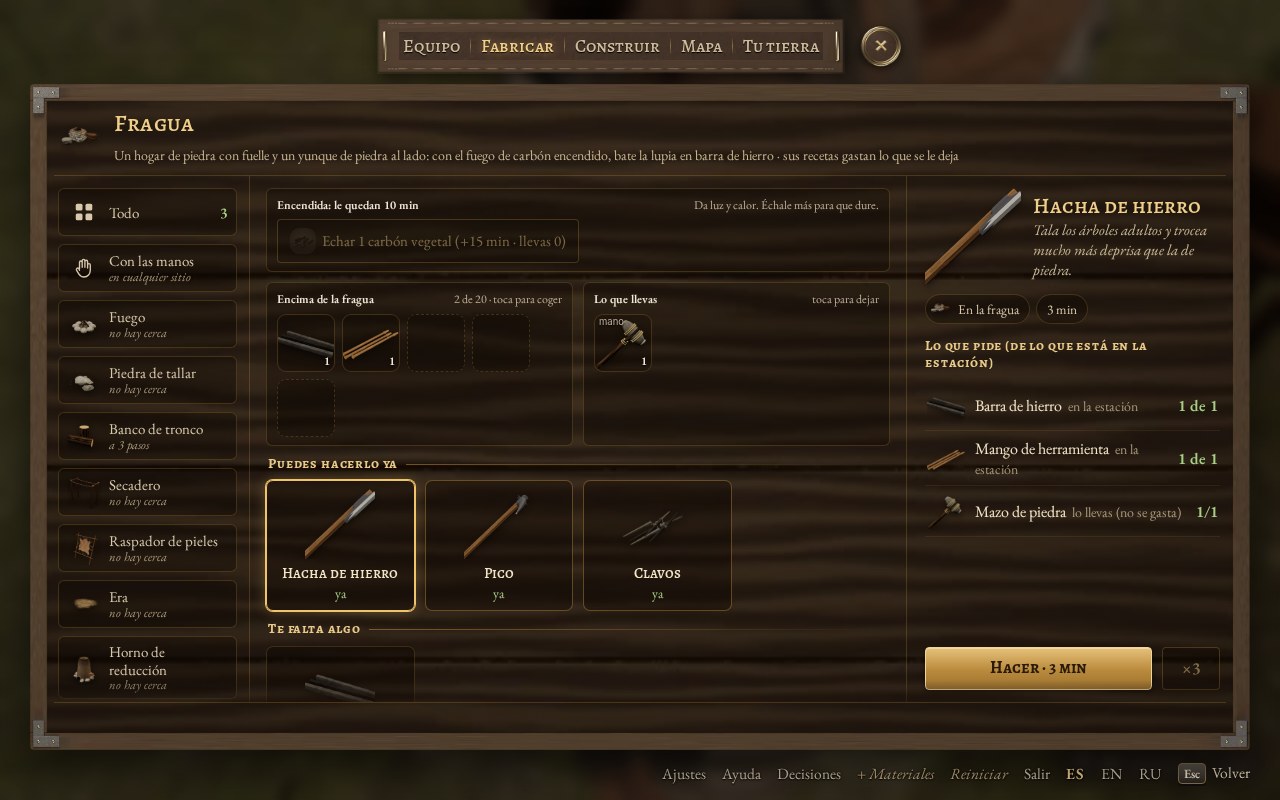 Equipo Fabricar Construir Mapa Tu tierra ×
Fragua
Un hogar de piedra con fuelle y un yunque de piedra al lado: con el fuego de carbón encendido, bate la lupia en barra de hierro · sus recetas gastan lo que se le deja
Todo 3
Con las manos
en cualquier sitio
Fuego
no hay cerca
Piedra de tallar
no hay cerca
Banco de tronco
a 3 pasos
Secadero
no hay cerca
Raspador de pieles
no hay cerca
Era
no hay cerca
Horno de
reducción
no hay cerca
Encendida: le quedan 10 min Da luz y calor. Échale más para que dure.
Echar 1 carbón vegetal (+15 min · llevas 0)
Encima de la fragua 2 de 20 · toca para coger
1 1
Lo que llevas toca para dejar
mano
1
Puedes hacerlo ya
Hacha de hierro
ya
Pico
ya
Clavos
ya
Te falta algo
Hacha de hierro
Tala los árboles adultos y trocea
mucho más deprisa que la de
piedra.
En la fragua 3 min
Lo que pide (de lo que está en la
estación)
Barra de hierro en la estación 1 de 1
Mango de herramienta en la
estación 1 de 1
Mazo de piedra lo llevas (no se gasta) 1/1
Hacer · 3 min ×3
Ajustes Ayuda Decisiones + Materiales Reiniciar Salir ES EN RU Esc Volver